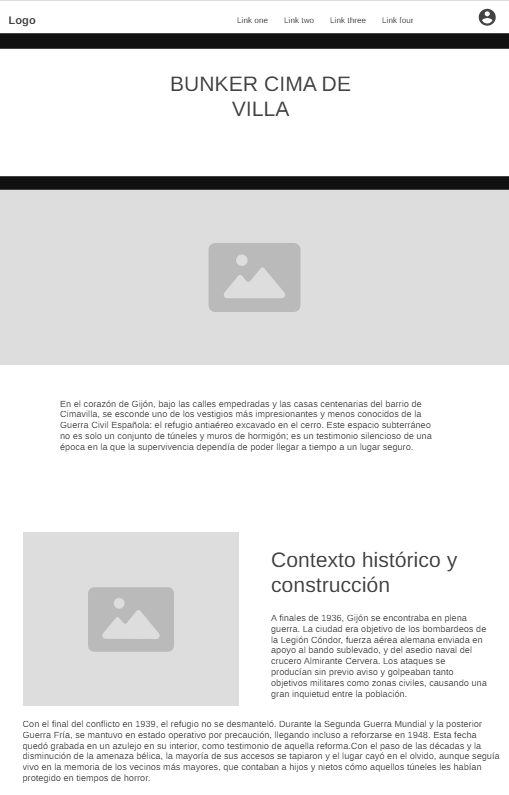 Logo
Link one Link two Link three Link four
BUNKER CIMA DE
VILLA
En el corazón de Gijón, bajo las calles empedradas y las casas centenarias del barrio de
Cimavilla, se esconde uno de los vestigios más impresionantes y menos conocidos de la
Guerra Civil Española: el refugio antiaéreo excavado en el cerro. Este espacio subterráneo
no es solo un conjunto de túneles y muros de hormigón; es un testimonio silencioso de una
época en la que la supervivencia dependía de poder llegar a tiempo a un lugar seguro.
Contexto histórico y
construcción
A finales de 1936, Gijón se encontraba en plena
guerra. La ciudad era objetivo de los bombardeos de
la Legión Cóndor, fuerza aérea alemana enviada en
apoyo al bando sublevado, y del asedio naval del
crucero Almirante Cervera. Los ataques se
producían sin previo aviso y golpeaban tanto
objetivos militares como zonas civiles, causando una
gran inquietud entre la población.
Con el final del conflicto en 1939, el refugio no se desmanteló. Durante la Segunda Guerra Mundial y la posterior
Guerra Fría, se mantuvo en estado operativo por precaución, llegando incluso a reforzarse en 1948. Esta fecha
quedó grabada en un azulejo en su interior, como testimonio de aquella reforma.Con el paso de las décadas y la
disminución de la amenaza bélica, la mayoría de sus accesos se tapiaron y el lugar cayó en el olvido, aunque seguía
vivo en la memoria de los vecinos más mayores, que contaban a hijos y nietos cómo aquellos túneles les habían
protegido en tiempos de horror.